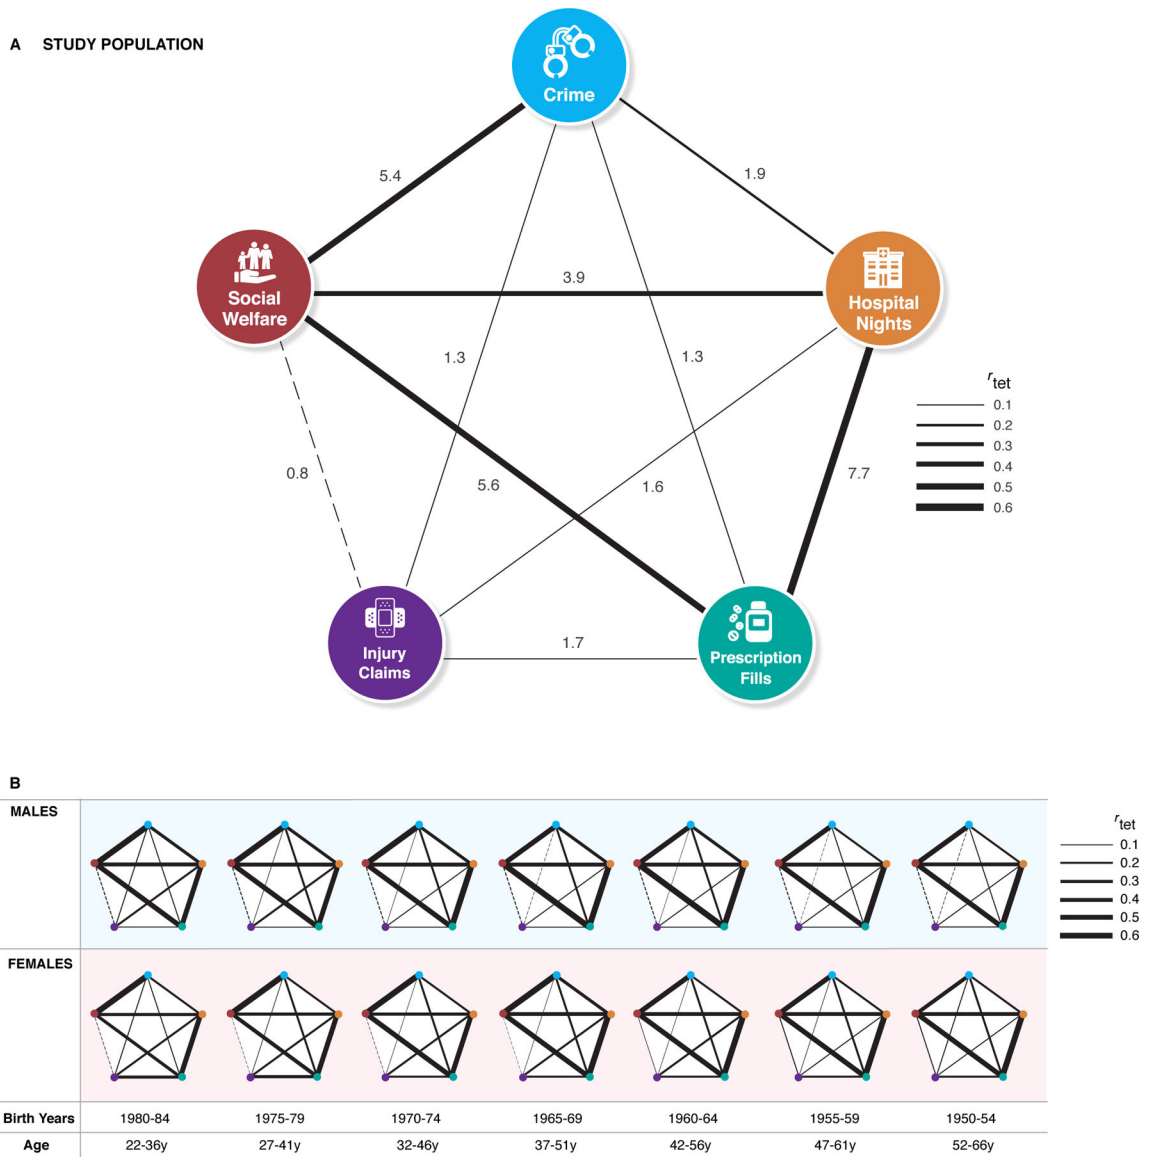 A STUDY POPULATION
Crime
5.4
1.9
Social
Welfare
3.9
Hospital
Nights
1.3
1.3
r tet
0.1
0.2
0.3
0.4
0.5
0.6
0.8
5.6
1.6
7.7
Injury
Claims
1.7
Prescription
Fills
B
MALES
r tet
0.1
0.2
0.3
0.4
0.5
0.6
FEMALES
Birth Years 1980-84 1975-79 1970-74 1965-69 1960-64 1955-59 1950-54
Age 22-36y 27-41y 32-46y 37-51y 42-56y 47-61y 52-66y